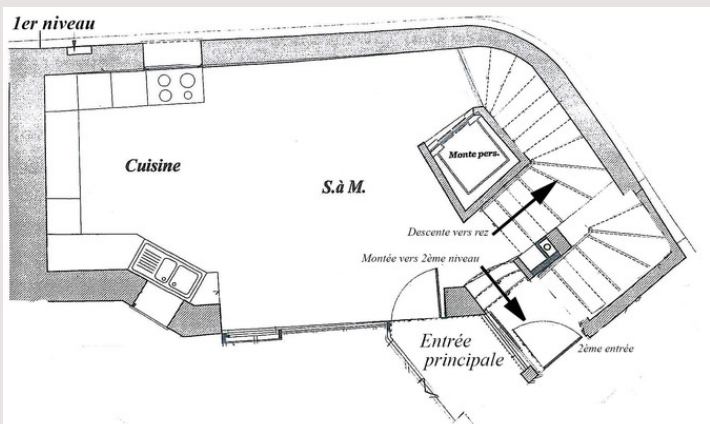 1er niveau
Cuisine
S.à M.
Monte pers.
Descente vers rez
Montée vers 2ème niveau
Entrée
principale
2ème entrée